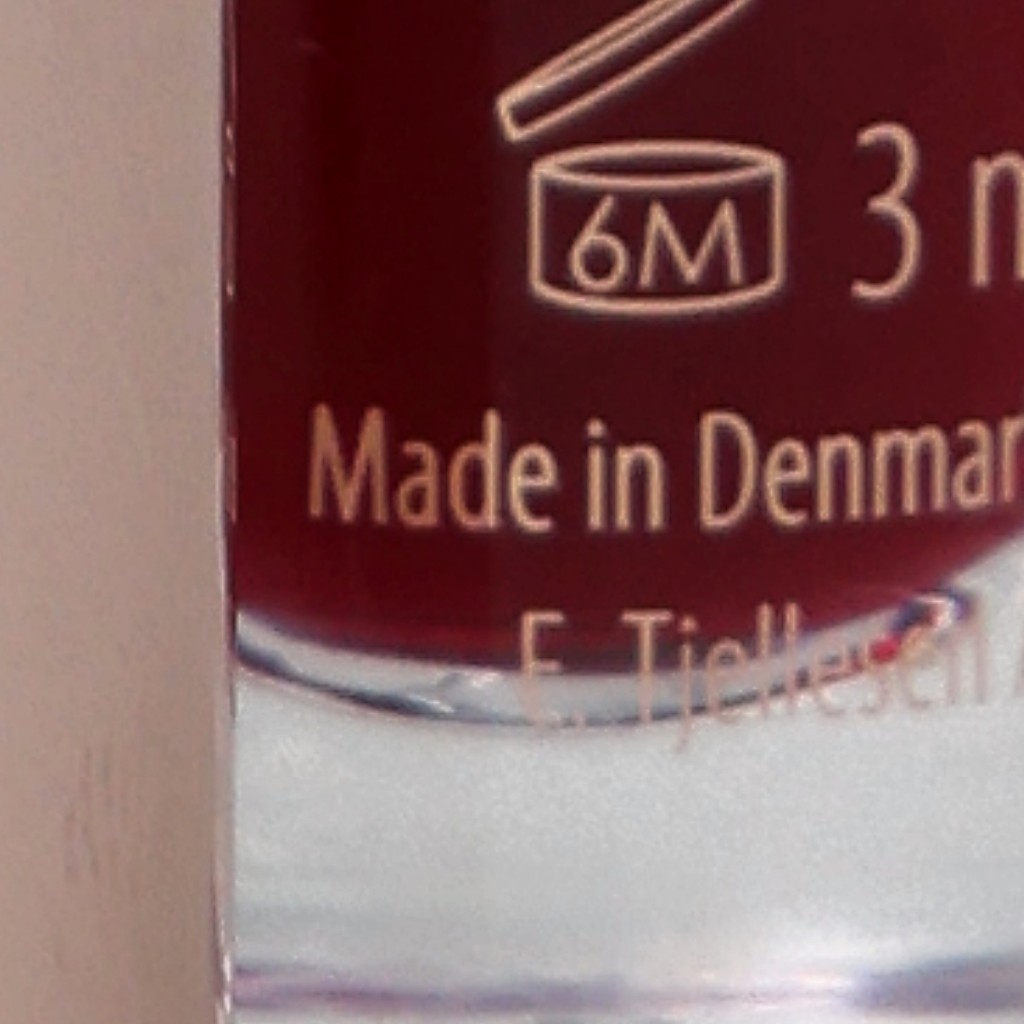 6M 3
Made in Denmar
E. Tjellesen